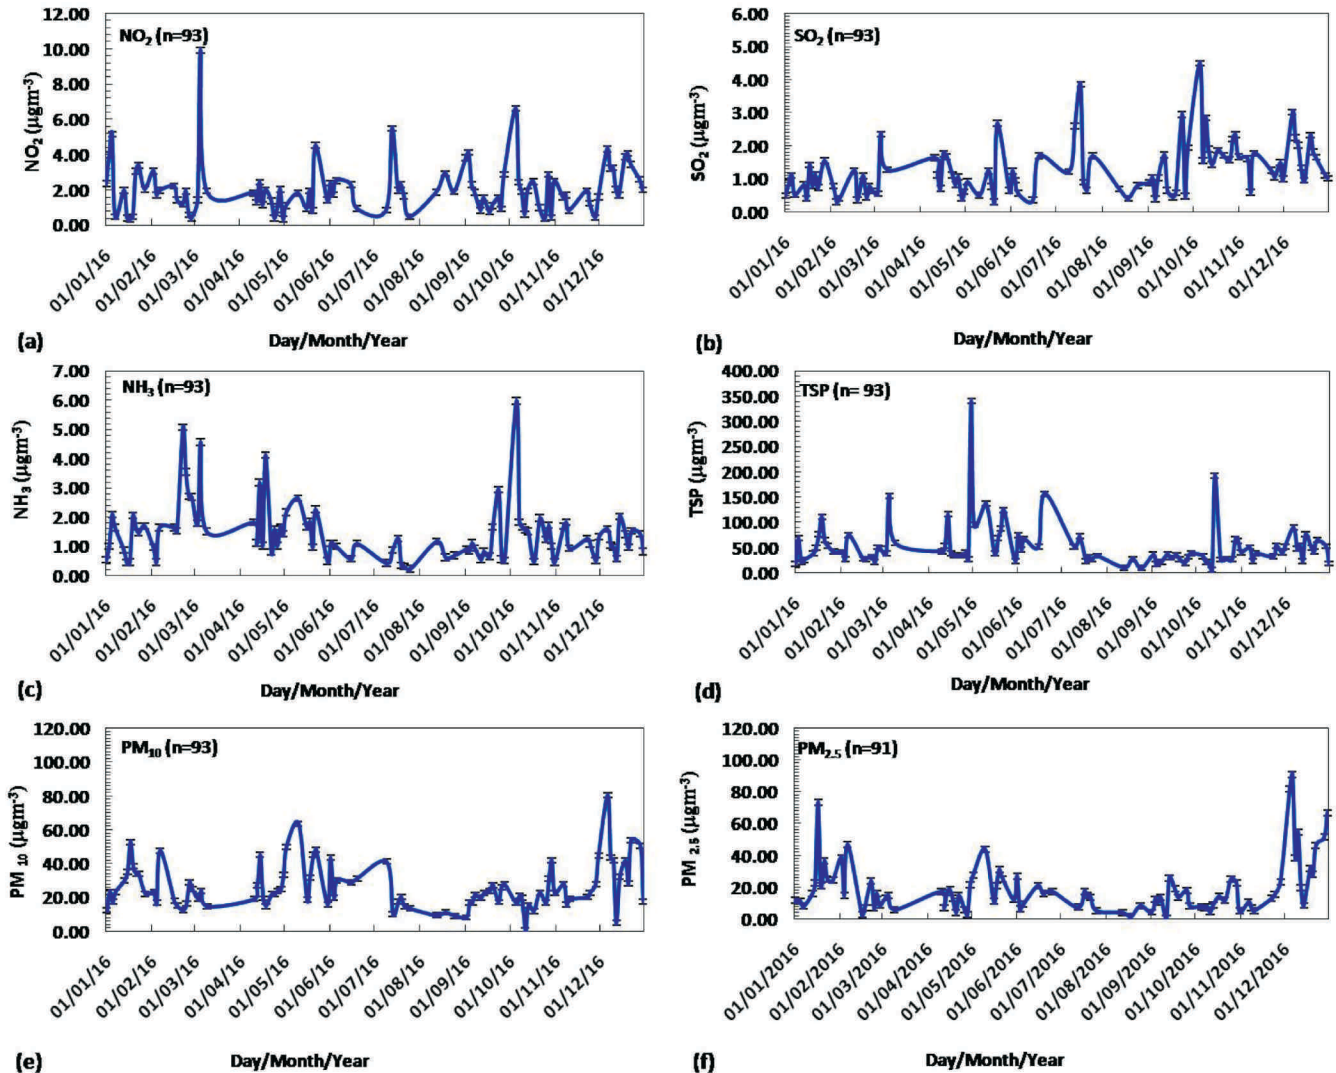 12.00
10.00
8.00
6.00
4.00
2.00
0.00
NO2 (µgm-3)
NO2 (n=93)
01/01/16 01/02/16 01/03/16 01/04/16 01/05/16 01/06/16 01/07/16 01/08/16 01/09/16 01/10/16 01/11/16 01/12/16
(a)
Day/Month/Year
6.00
5.00
4.00
3.00
2.00
1.00
0.00
SO2 (µgm-3)
SO2 (n=93)
01/01/16 01/02/16 01/03/16 01/04/16 01/05/16 01/06/16 01/07/16 01/08/16 01/09/16 01/10/16 01/11/16 01/12/16
(b)
Day/Month/Year
7.00
6.00
5.00
4.00
3.00
2.00
1.00
0.00
NH3 (µgm-3)
NH3 (n=93)
01/01/16 01/02/16 01/03/16 01/04/16 01/05/16 01/06/16 01/07/16 01/08/16 01/09/16 01/10/16 01/11/16 01/12/16
(c)
Day/Month/Year
400.00
350.00
300.00
250.00
200.00
150.00
100.00
50.00
0.00
TSP (µgm-3)
TSP (n= 93)
01/01/16 01/02/16 01/03/16 01/04/16 01/05/16 01/06/16 01/07/16 01/08/16 01/09/16 01/10/16 01/11/16 01/12/16
(d)
Day/Month/Year
120.00
100.00
80.00
60.00
40.00
20.00
0.00
PM 10 (µgm-3)
PM10 (n=93)
01/01/16 01/02/16 01/03/16 01/04/16 01/05/16 01/06/16 01/07/16 01/08/16 01/09/16 01/10/16 01/11/16 01/12/16
(e)
Day/Month/Year
120.00
100.00
80.00
60.00
40.00
20.00
0.00
PM 2.5 (µgm-3)
PM2.5 (n=91)
01/01/2016 01/02/2016 01/03/2016 01/04/2016 01/05/2016 01/06/2016 01/07/2016 01/08/2016 01/09/2016 01/10/2016 01/11/2016 01/12/2016
(f)
Day/Month/Year